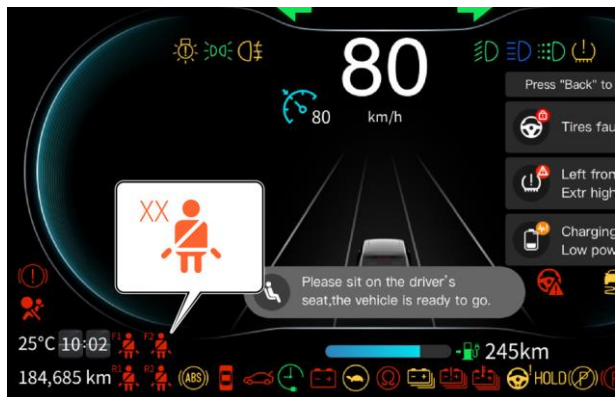 80
80
km/h
Press "Back" to
Tires fau
Left fron
Extr high
Charging
Low pow
XX
Please sit on the driver's
seat,the vehicle is ready to go.
25°C 10:02 F1 F2
245km
184,685 km R1 R2 (ABS) HOLD (P) (P